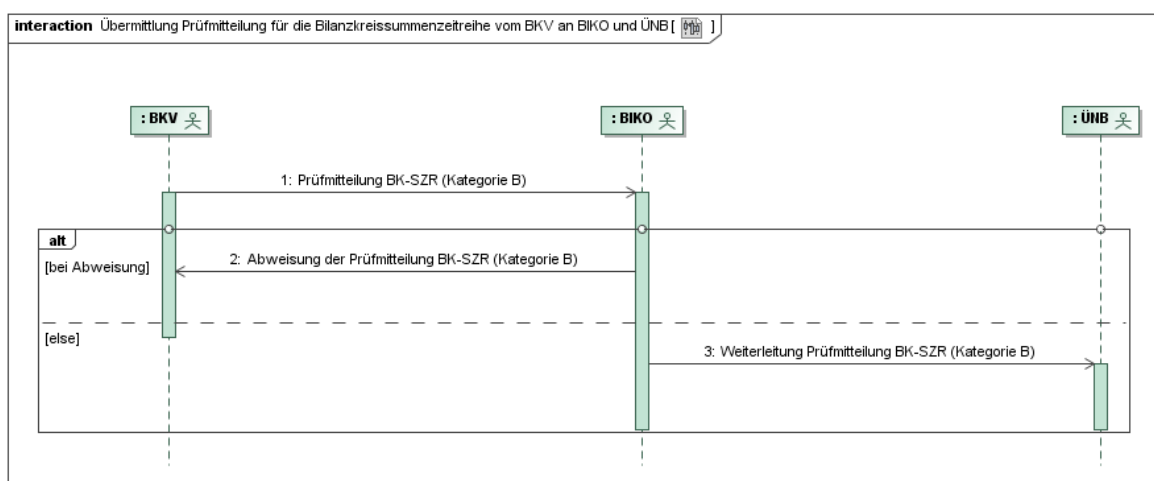 interaction Übermittlung Prüfmitteilung für die Bilanzkreissummenzeitreihe vom BKV an BIKO und ÜNB [ ]
: BKV
: BIKO
: ÜNB
1: Prüfmitteilung BK-SZR (Kategorie B)
alt
[bei Abweisung]
2: Abweisung der Prüfmitteilung BK-SZR (Kategorie B)
[else]
3: Weiterleitung Prüfmitteilung BK-SZR (Kategorie B)